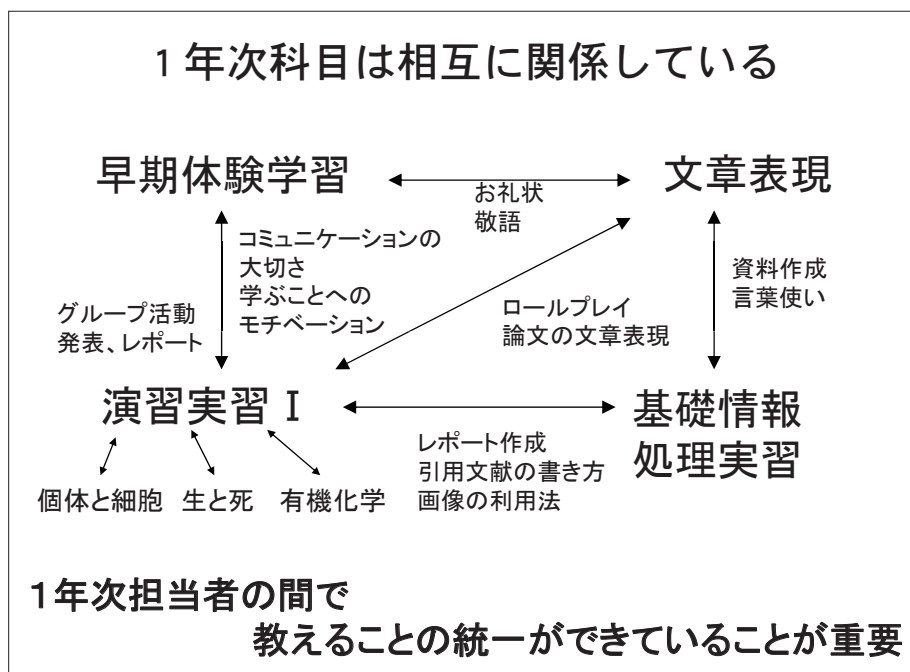 １年次科目は相互に関係している
早期体験学習
文章表現
お礼状
敬語
コミュニケーションの
大切さ
学ぶことへの
モチベーション
グループ活動
発表、レポート
資料作成
言葉使い
ロールプレイ
論文の文章表現
演習実習Ⅰ
基礎情報
処理実習
レポート作成
引用文献の書き方
画像の利用法
個体と細胞
生と死
有機化学
１年次担当者の間で
教えることの統一ができていることが重要